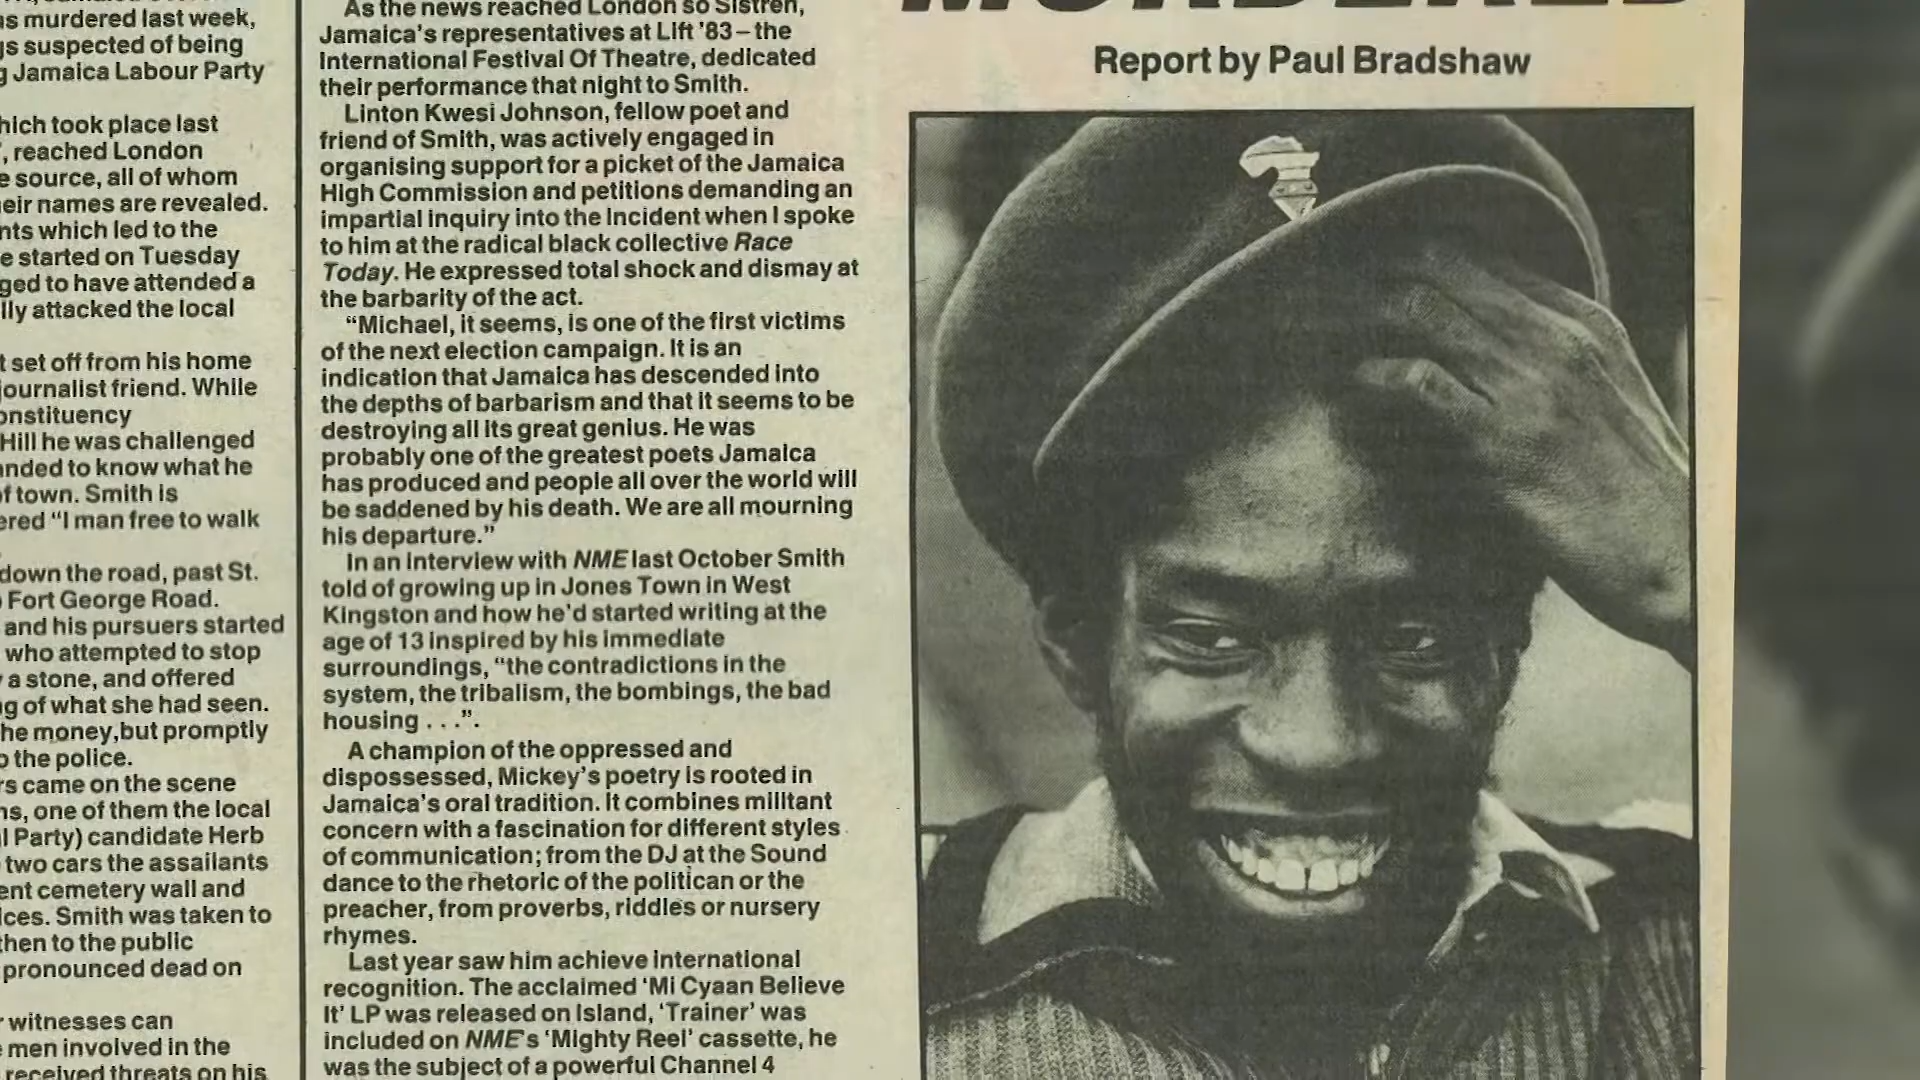 s murdered last week,
gs suspected of being
g Jamaica Labour Party
hich took place last
', reached London
e source, all of whom
eir names are revealed.
nts which led to the
e started on Tuesday
ged to have attended a
lly attacked the local
t set off from his home
journalist friend. While
onstituency
Hill he was challenged
anded to know what he
of town. Smith is
ered “I man free to walk
down the road, past St.
Fort George Road.
and his pursuers started
who attempted to stop
y a stone, and offered
ng of what she had seen.
he money, but promptly
o the police.
rs came on the scene
ns, one of them the local
l Party) candidate Herb
two cars the assailants
ent cemetery wall and
ices. Smith was taken to
then to the public
pronounced dead on
r witnesses can
e men involved in the
received threats on his
As the news reached London so Sistren,
Jamaica's representatives at Lift '83–the
International Festival Of Theatre, dedicated
their performance that night to Smith.
Linton Kwesi Johnson, fellow poet and
friend of Smith, was actively engaged in
organising support for a picket of the Jamaica
High Commission and petitions demanding an
impartial inquiry into the incident when I spoke
to him at the radical black collective Race
Today. He expressed total shock and dismay at
the barbarity of the act.
“Michael, it seems, is one of the first victims
of the next election campaign. It is an
indication that Jamaica has descended into
the depths of barbarism and that it seems to be
destroying all its great genius. He was
probably one of the greatest poets Jamaica
has produced and people all over the world will
be saddened by his death. We are all mourning
his departure.”
In an interview with NME last October Smith
told of growing up in Jones Town in West
Kingston and how he'd started writing at the
age of 13 inspired by his immediate
surroundings, “the contradictions in the
system, the tribalism, the bombings, the bad
housing . . .”.
A champion of the oppressed and
dispossessed, Mickey's poetry is rooted in
Jamaica's oral tradition. It combines militant
concern with a fascination for different styles
of communication; from the DJ at the Sound
dance to the rhetoric of the politican or the
preacher, from proverbs, riddles or nursery
rhymes.
Last year saw him achieve international
recognition. The acclaimed ‘Mi Cyaan Believe
It’ LP was released on Island, ‘Trainer’ was
included on NME's ‘Mighty Reel’ cassette, he
was the subject of a powerful Channel 4
MURDERED
Report by Paul Bradshaw